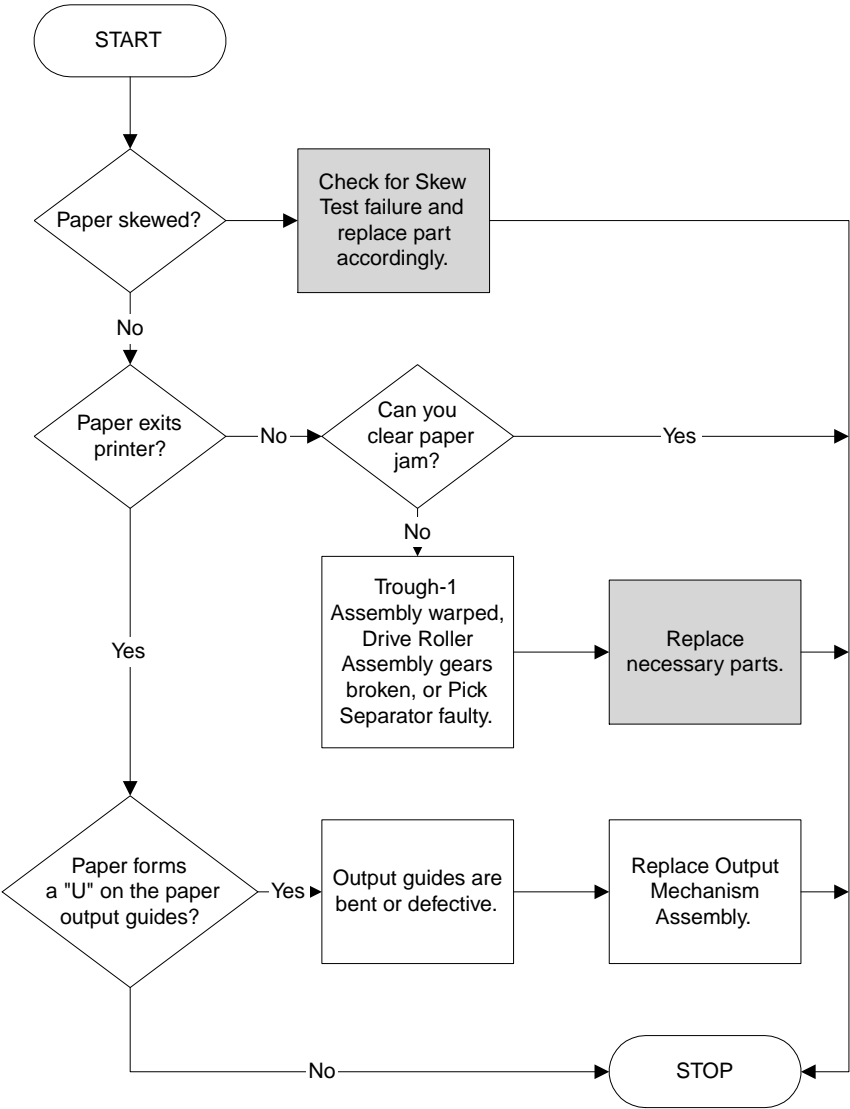 START
Paper skewed?
Check for Skew
Test failure and
replace part
accordingly.
No
Paper exits
printer?
No
Can you
clear paper
jam?
Yes
No
Trough-1
Assembly warped,
Drive Roller
Assembly gears
broken, or Pick
Separator faulty.
Replace
necessary parts.
Yes
Paper forms
a "U" on the paper
output guides?
Yes
Output guides are
bent or defective.
Replace Output
Mechanism
Assembly.
No
STOP